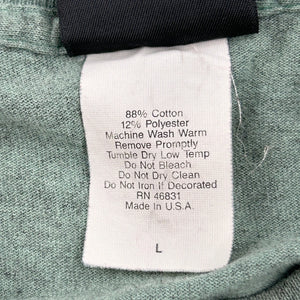 88% Cotton
12% Polyester
Machine Wash Warm
Remove Promptly
Tumble Dry Low Temp
Do Not Bleach
Do Not Dry Clean
Do Not Iron if Decorated
RN 46831
Made In U.S.A.
L